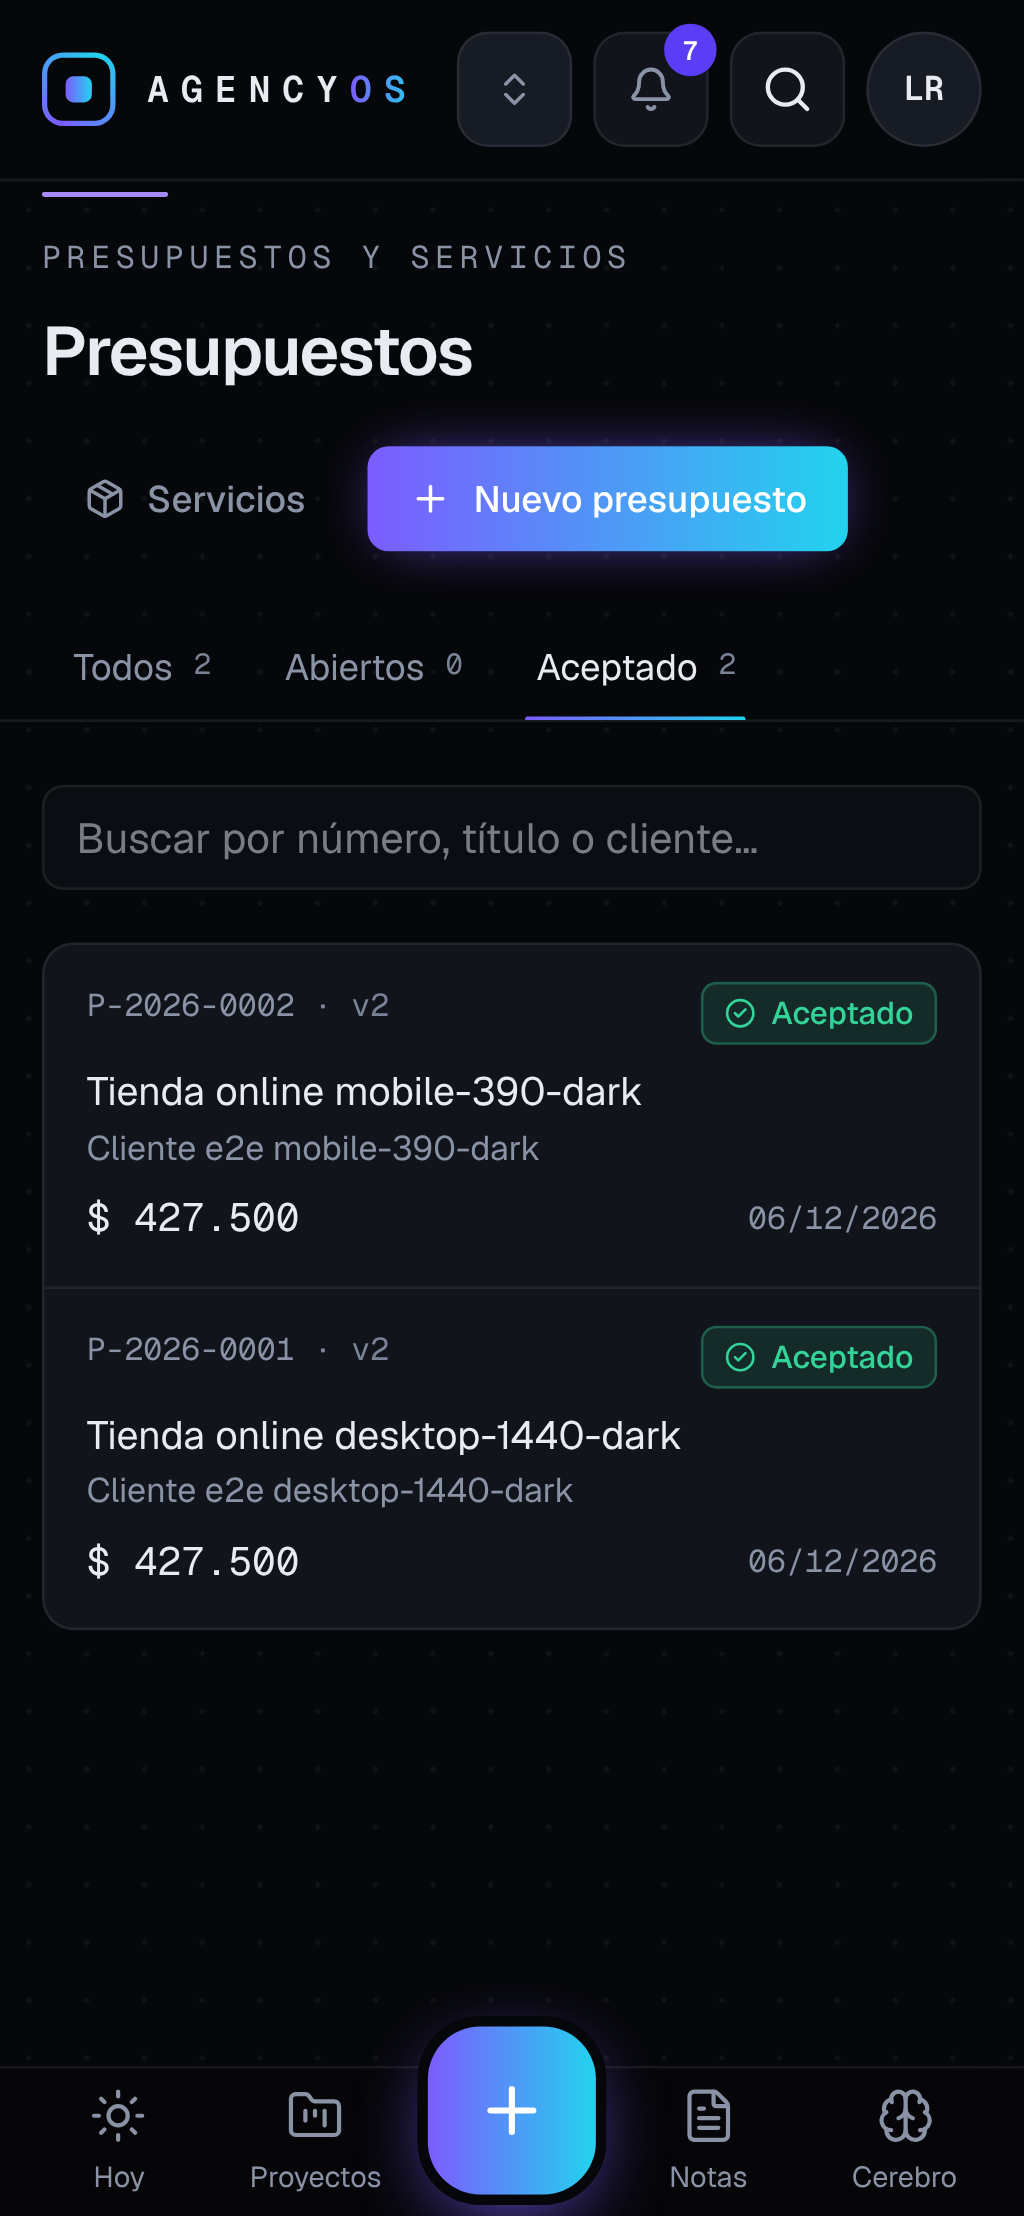 AGENCYOS
7
LR
PRESUPUESTOS Y SERVICIOS
Presupuestos
Servicios
Nuevo presupuesto
Todos 2 Abiertos 0 Aceptado 2
Buscar por número, título o cliente…
P-2026-0002 · v2 Aceptado
Tienda online mobile-390-dark
Cliente e2e mobile-390-dark
$ 427.500 06/12/2026
P-2026-0001 · v2 Aceptado
Tienda online desktop-1440-dark
Cliente e2e desktop-1440-dark
$ 427.500 06/12/2026
Hoy Proyectos Notas Cerebro